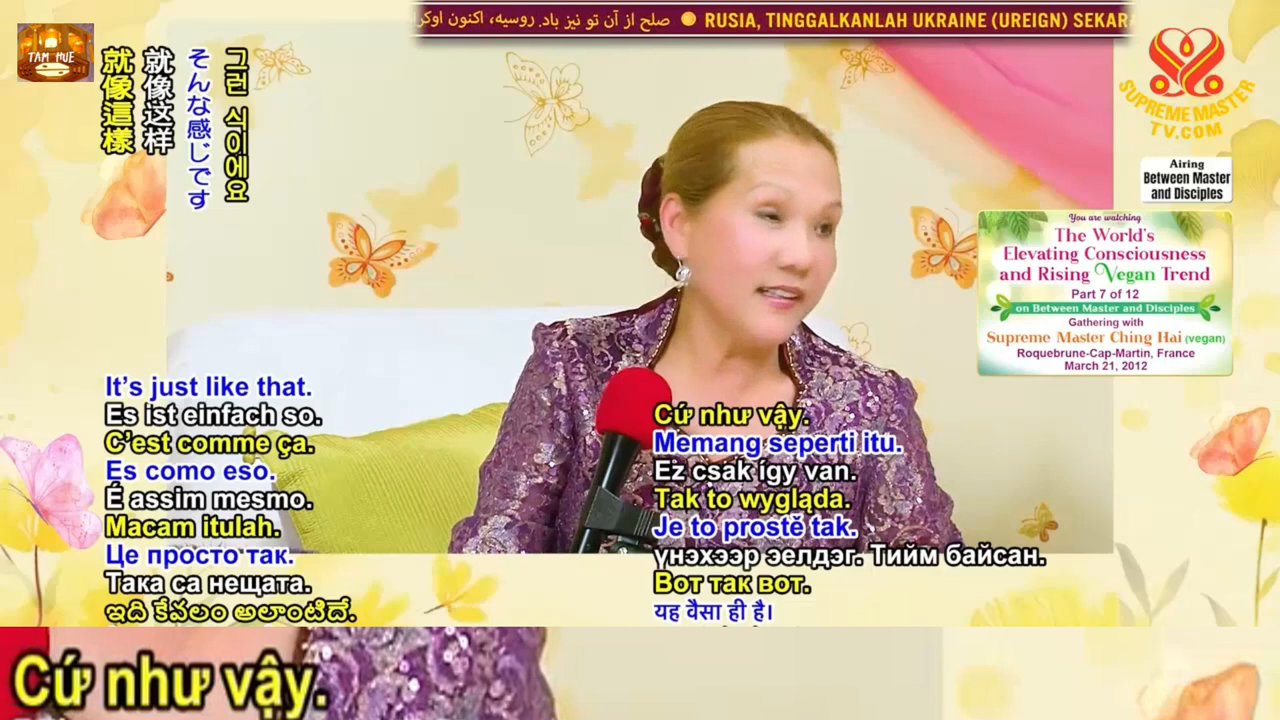 صلح از آن تو نیز باد. روسیه، اکنون اوکرا
RUSIA, TINGGALKANLAH UKRAINE (UREIGN) SEKARA
TAM HUE
SUPREME MASTER
TV.COM
Airing
Between Master
and Disciples
You are watching
The World's
Elevating Consciousness
and Rising Vegan Trend
Part 7 of 12
on Between Master and Disciples
Gathering with
Supreme Master Ching Hai (vegan)
Roquebrune-Cap-Martin, France
March 21, 2012
그런 식이에요
そんな感じです
就像这样
就像這樣
It's just like that.
Es ist einfach so.
C'est comme ça.
Es como eso.
É assim mesmo.
Macam itulah.
Це просто так.
Така са нещата.
ఇది కేవలం అలాంటిదే.
Cứ như vậy.
Memang seperti itu.
Ez csak így van.
Tak to wygląda.
Je to prostě tak.
үнэхээр эелдэг. Тийм байсан.
Вот так вот.
यह वैसा ही है।
Cứ như vậy.